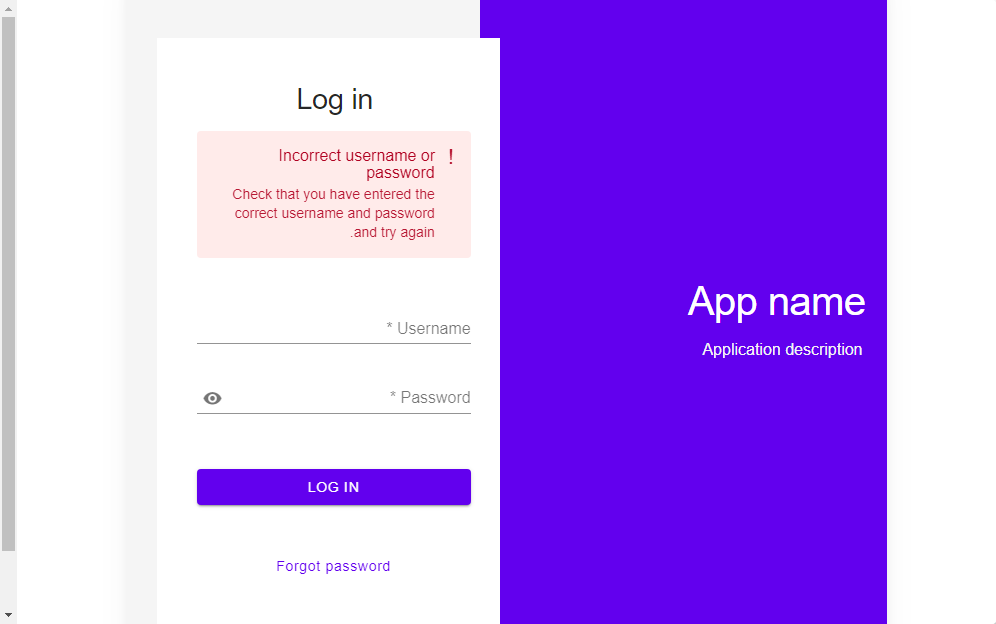 Log in
Incorrect username or
password
!
Check that you have entered the
correct username and password
.and try again
* Username
* Password
LOG IN
Forgot password
App name
Application description